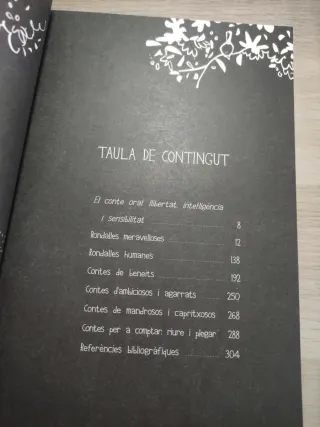 TAULA DE CONTINGUT
El conte oral: llibertat, intel·ligència
i sensibilitat 8
Rondalles meravelloses 12
Rondalles humanes 138
Contes de beneits 192
Contes d'ambiciosos i agarrats 250
Contes de mandrosos i capritxosos 268
Contes per a comptar, riure i plegar 288
Referències bibliogràfiques 304